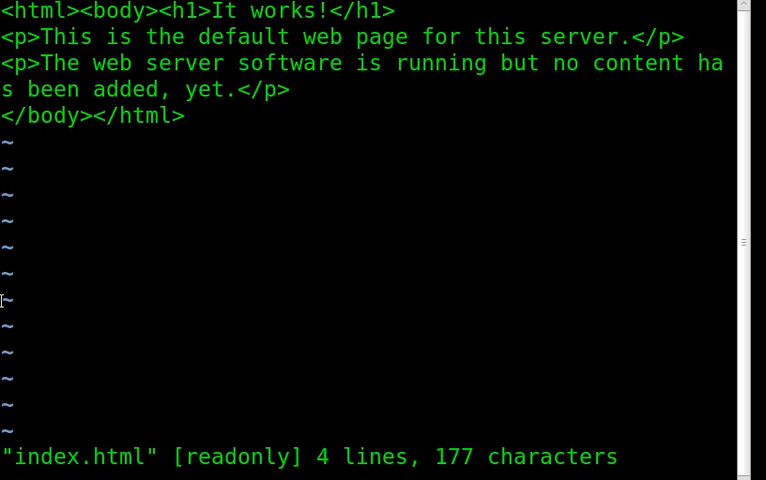 <html><body><h1>It works!</h1>
<p>This is the default web page for this server.</p>
<p>The web server software is running but no content ha
s been added, yet.</p>
</body></html>
~
~
~
~
~
~
~
~
~
~
~
~
"index.html" [readonly] 4 lines, 177 characters